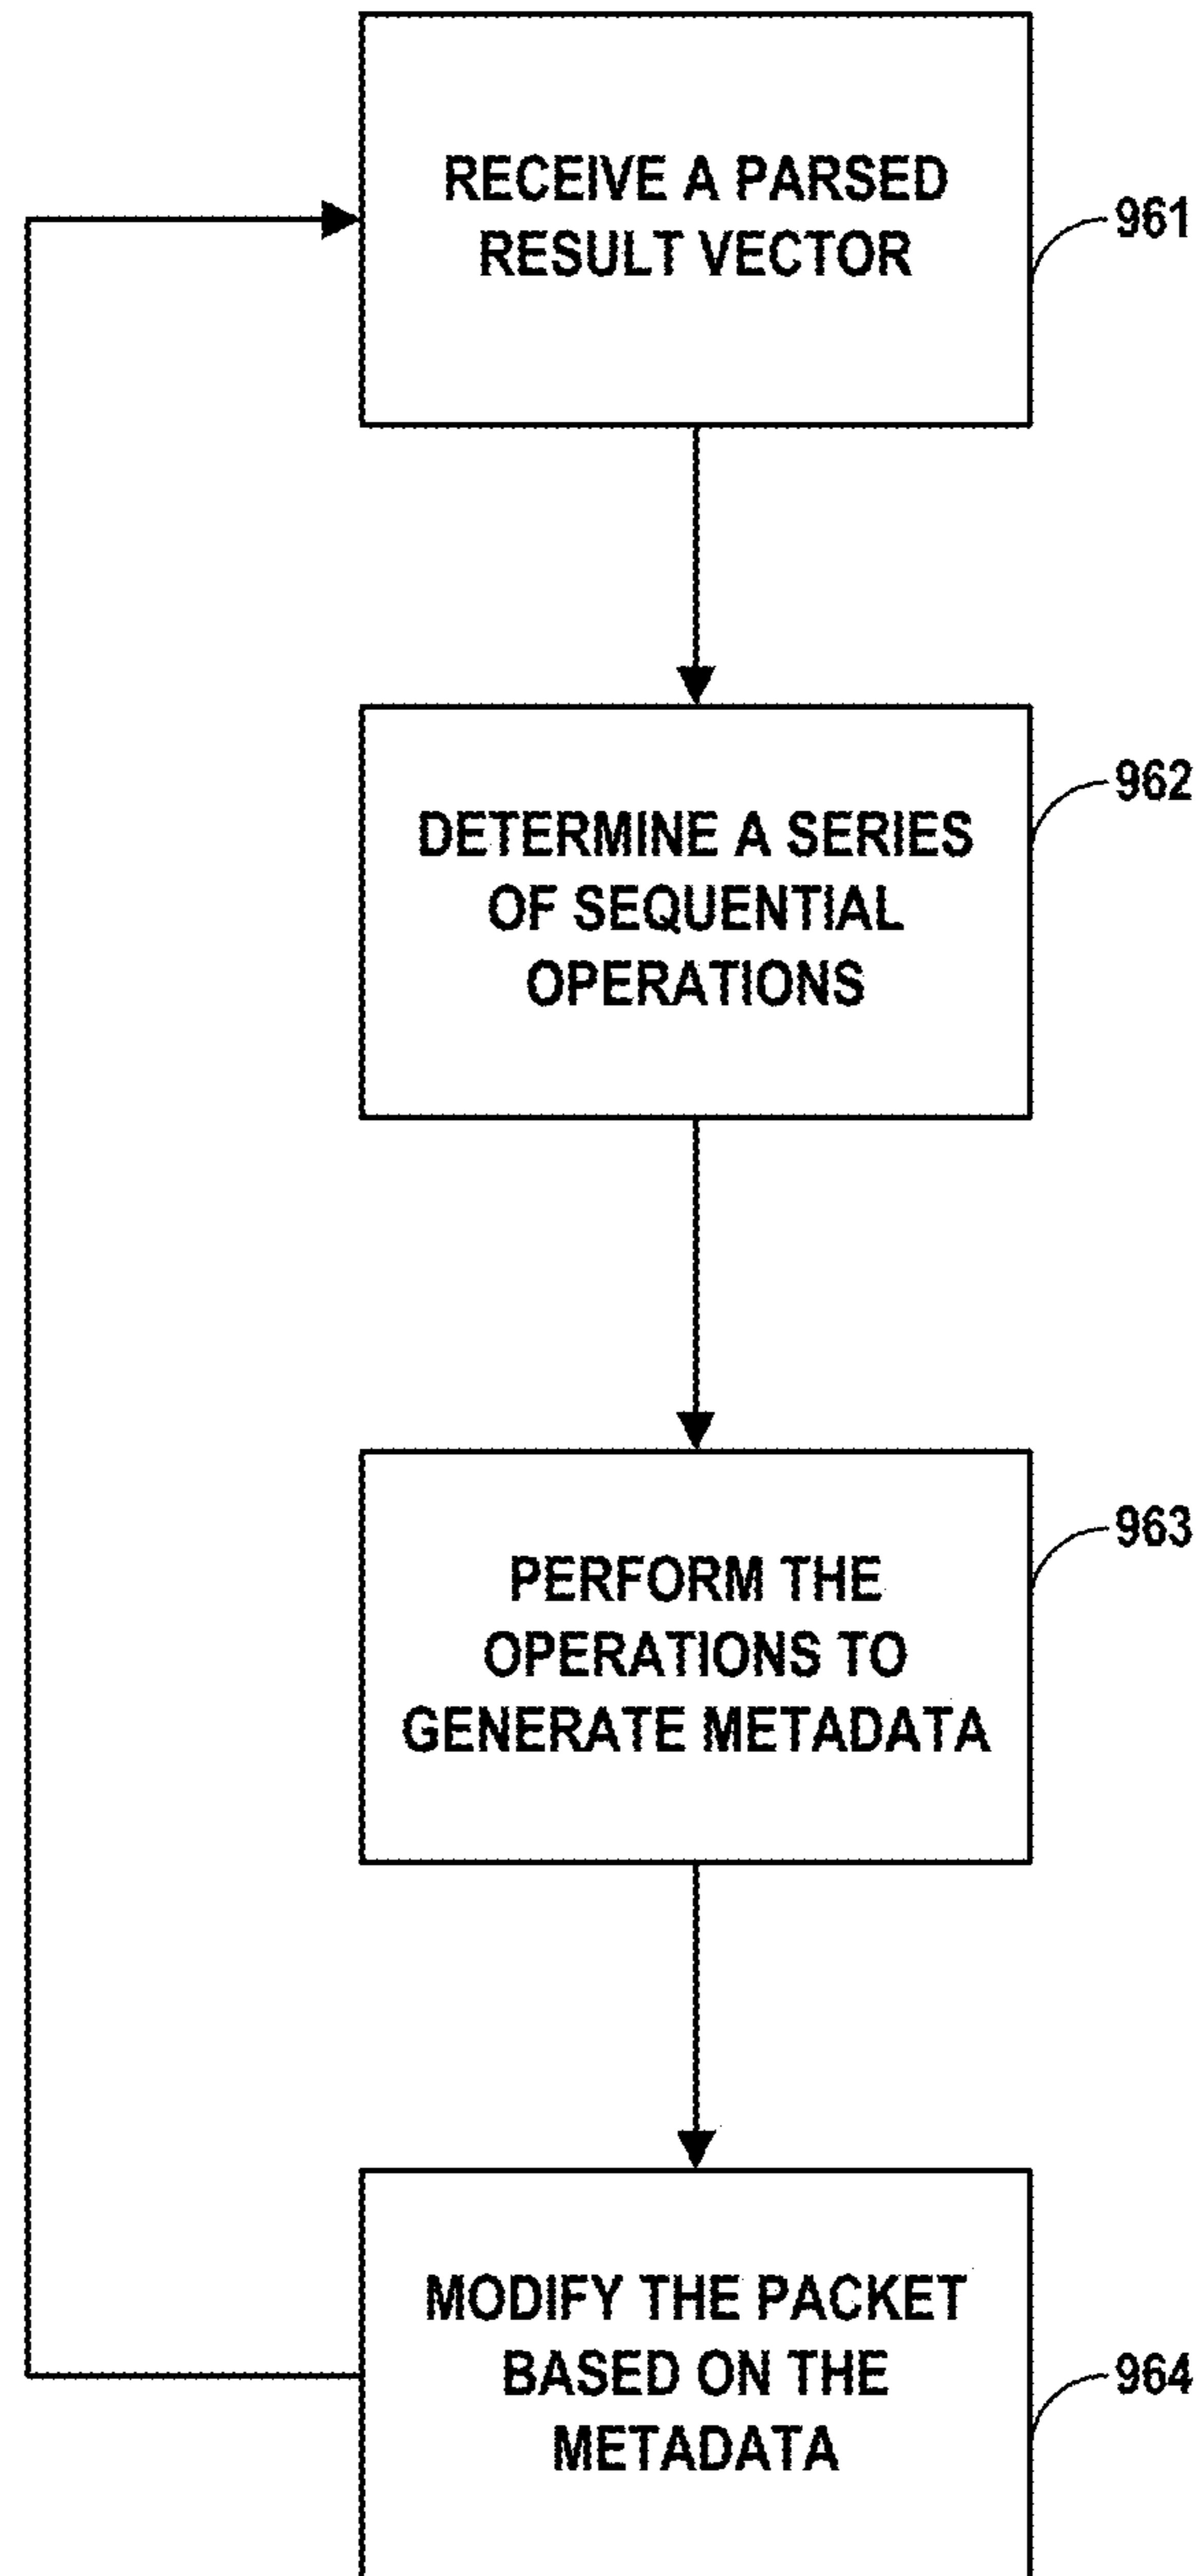 RECEIVE A PARSED
RESULT VECTOR
961
DETERMINE A SERIES
OF SEQUENTIAL
OPERATIONS
962
PERFORM THE
OPERATIONS TO
GENERATE METADATA
963
MODIFY THE PACKET
BASED ON THE
METADATA
964